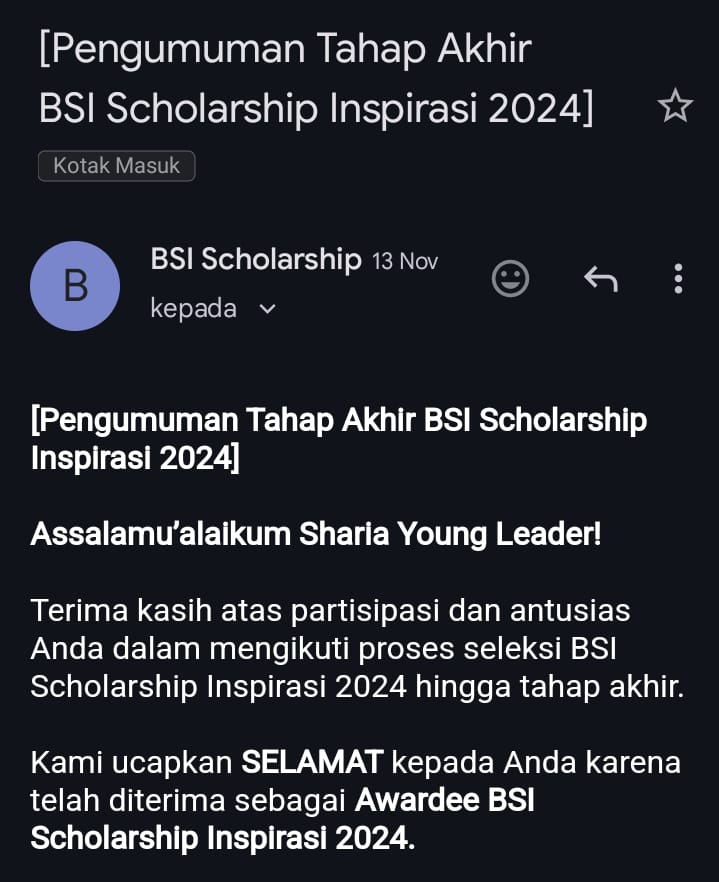 [Pengumuman Tahap Akhir
BSI Scholarship Inspirasi 2024]
Kotak Masuk
B
BSI Scholarship 13 Nov
kepada
[Pengumuman Tahap Akhir BSI Scholarship
Inspirasi 2024]
Assalamu’alaikum Sharia Young Leader!
Terima kasih atas partisipasi dan antusias
Anda dalam mengikuti proses seleksi BSI
Scholarship Inspirasi 2024 hingga tahap akhir.
Kami ucapkan SELAMAT kepada Anda karena
telah diterima sebagai Awardee BSI
Scholarship Inspirasi 2024.